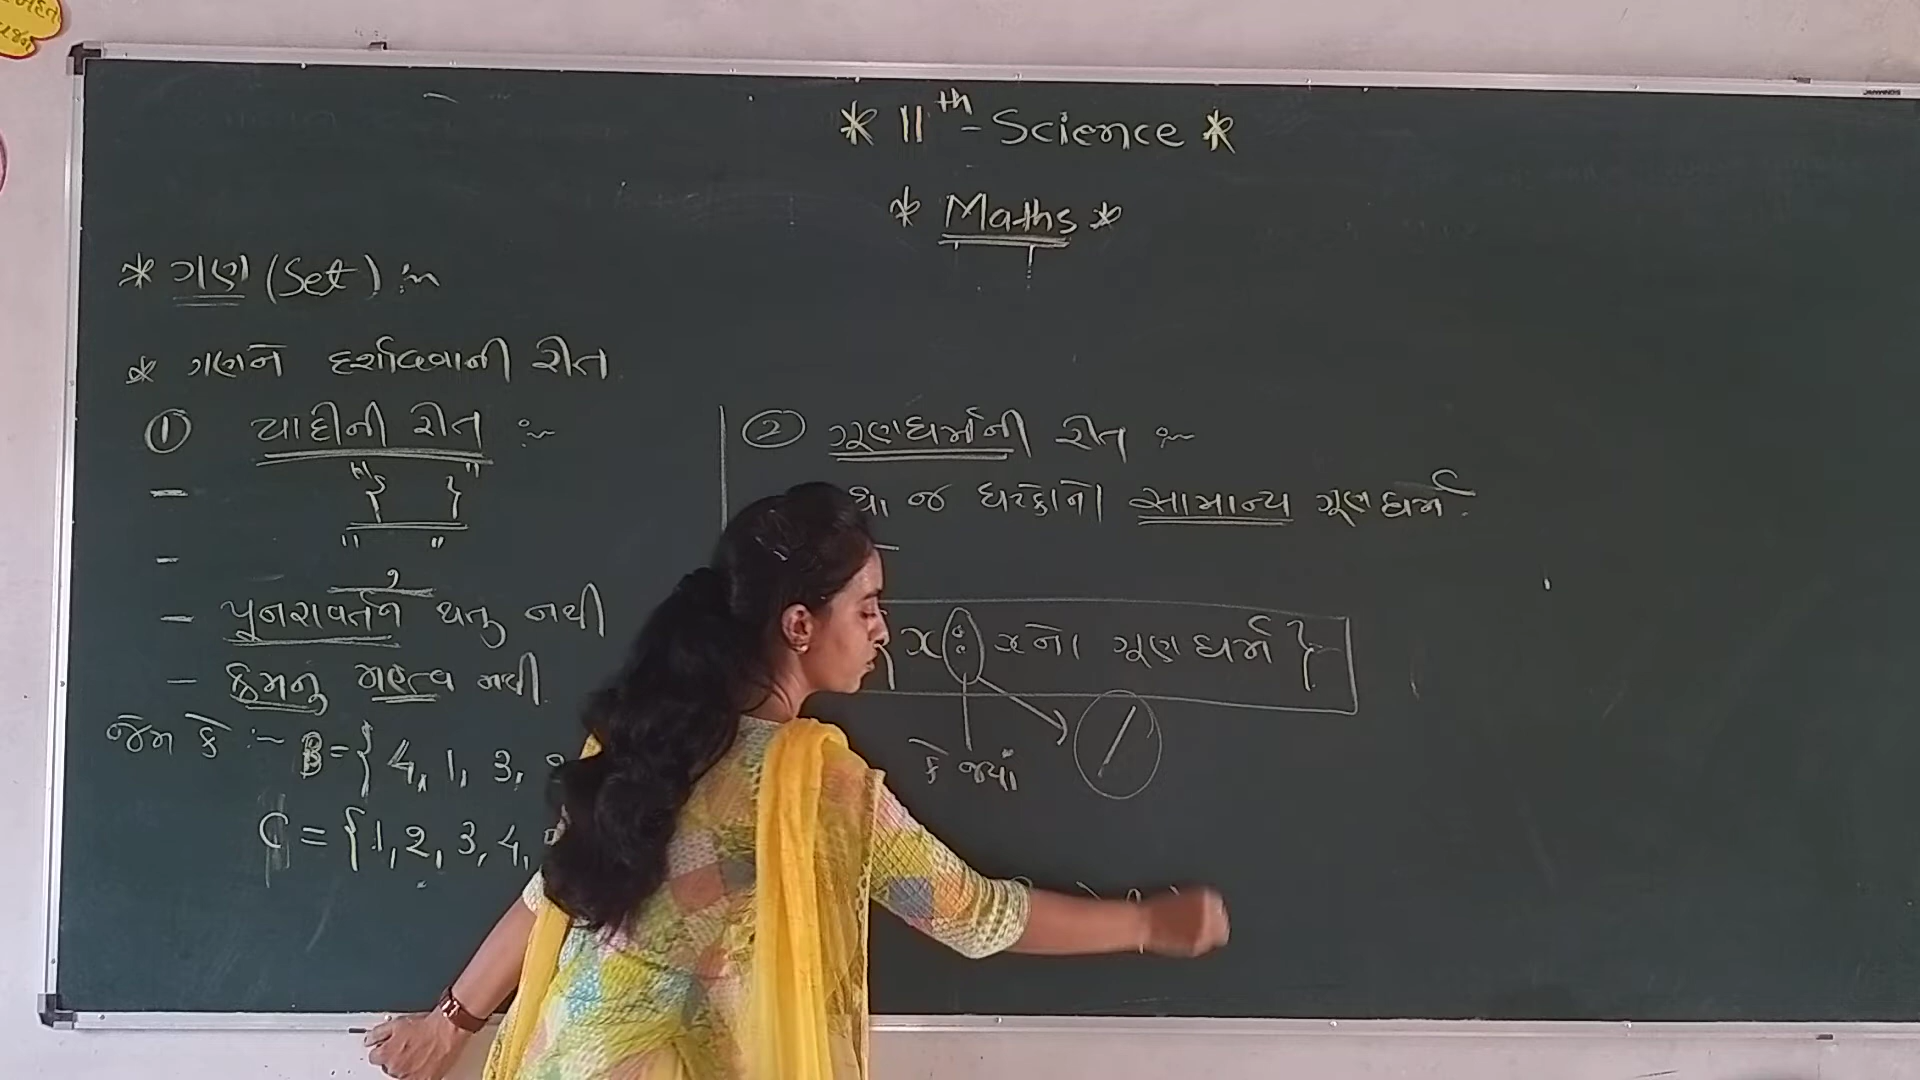 * 11th - Science *
* Maths *
* ગણ (Set) :~
* ગણને દર્શાવવાની રીત
① યાદીની રીત :~
- "{ }"
" "
-
,
- પૂનરાવર્તન થતુ નથી
- ક્રમનુ મહત્વ નથી.
જેમ કે :- B = { 4, 1, 3,
C = { 1, 2, 3, 4,
② ગૂણધર્મની રીત :~
જ ઘટકોનો સામાન્ય ગૂણધર્મ.
{ x : x નો ગૂણધર્મ }
કે જ્યાં
/